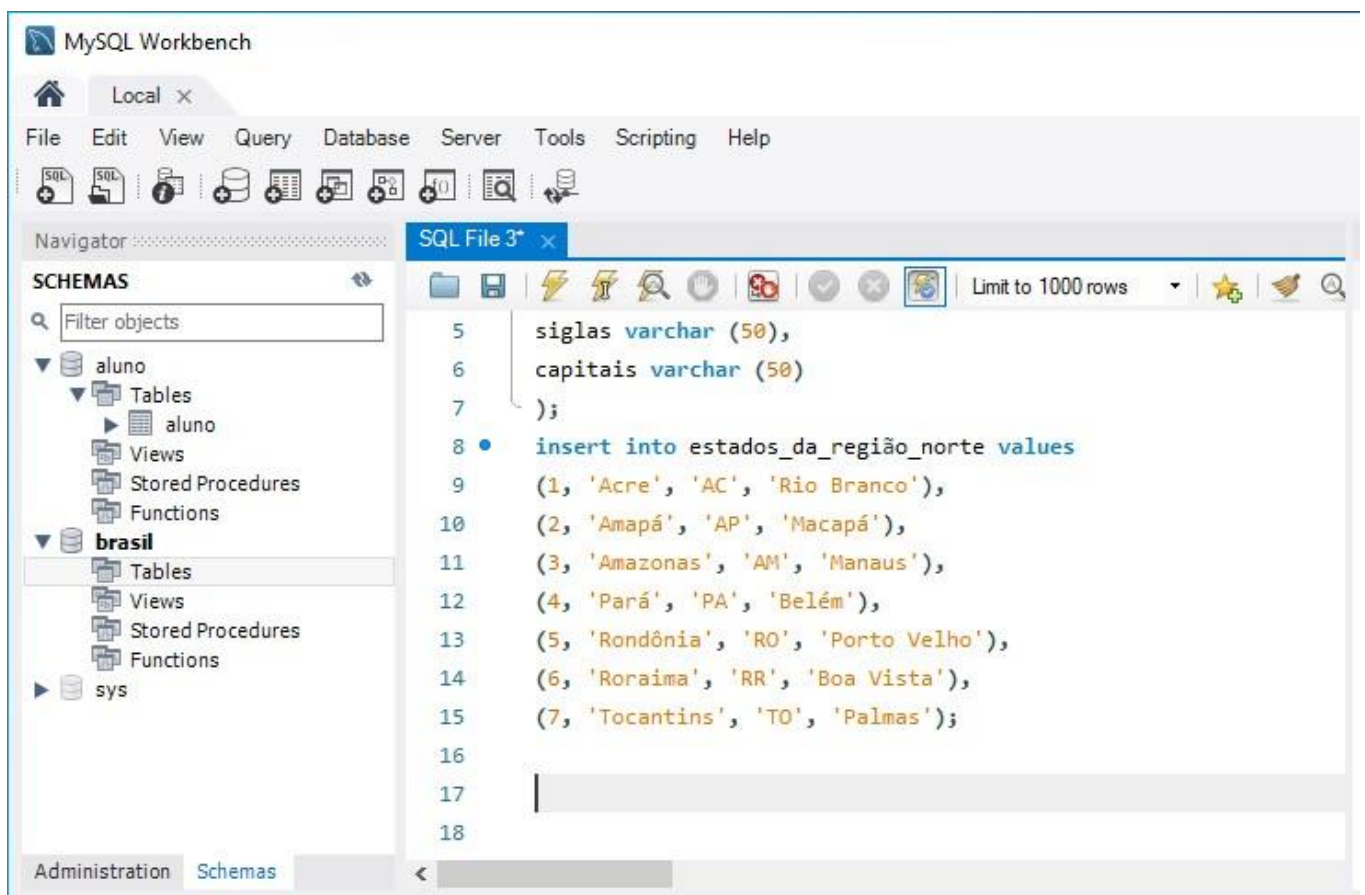 MySQL Workbench
Local
File Edit View Query Database Server Tools Scripting Help
Navigator
SCHEMAS
Filter objects
aluno
Tables
aluno
Views
Stored Procedures
Functions
brasil
Tables
Views
Stored Procedures
Functions
sys
Administration Schemas
SQL File 3*
Limit to 1000 rows
5 siglas varchar (50),
6 capitais varchar (50)
7 );
8 insert into estados_da_região_norte values
9 (1, 'Acre', 'AC', 'Rio Branco'),
10 (2, 'Amapá', 'AP', 'Macapá'),
11 (3, 'Amazonas', 'AM', 'Manaus'),
12 (4, 'Pará', 'PA', 'Belém'),
13 (5, 'Rondônia', 'RO', 'Porto Velho'),
14 (6, 'Roraima', 'RR', 'Boa Vista'),
15 (7, 'Tocantins', 'TO', 'Palmas');
16
17
18